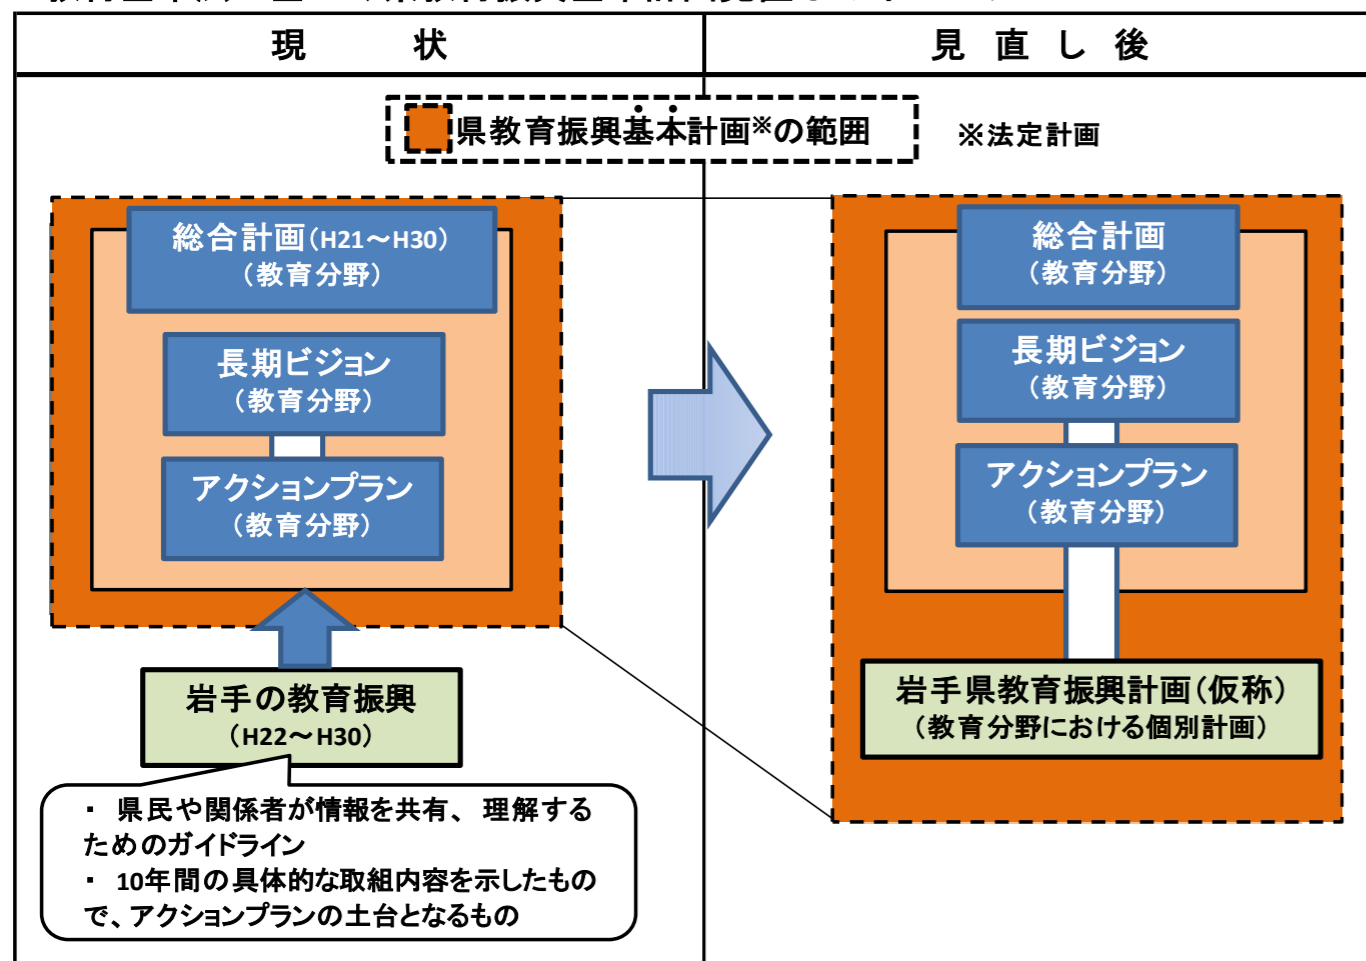 現 状
見 直 し 後
県教育振興基本計画※の範囲
※法定計画
総合計画(H21～H30)
(教育分野)
長期ビジョン
(教育分野)
アクションプラン
(教育分野)
岩手の教育振興
(H22～H30)
・ 県民や関係者が情報を共有、理解する
ためのガイドライン
・ 10年間の具体的な取組内容を示したもの
で、アクションプランの土台となるもの
総合計画
(教育分野)
長期ビジョン
(教育分野)
アクションプラン
(教育分野)
岩手県教育振興計画(仮称)
(教育分野における個別計画)